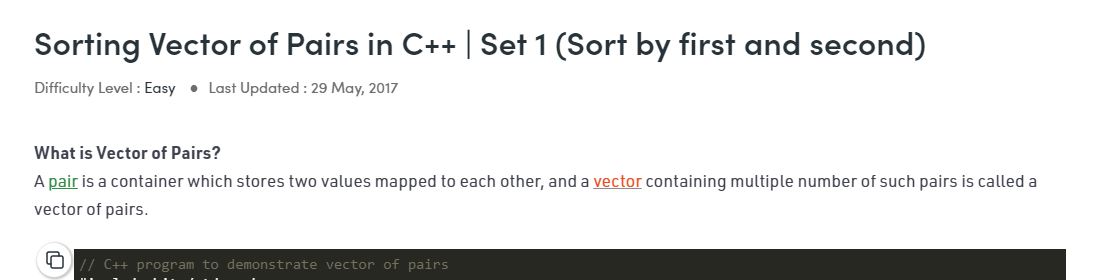 Sorting Vector of Pairs in C++ | Set 1 (Sort by first and second)
Difficulty Level : Easy ● Last Updated : 29 May, 2017
What is Vector of Pairs?
A pair is a container which stores two values mapped to each other, and a vector containing multiple number of such pairs is called a
vector of pairs.
// C++ program to demonstrate vector of pairs